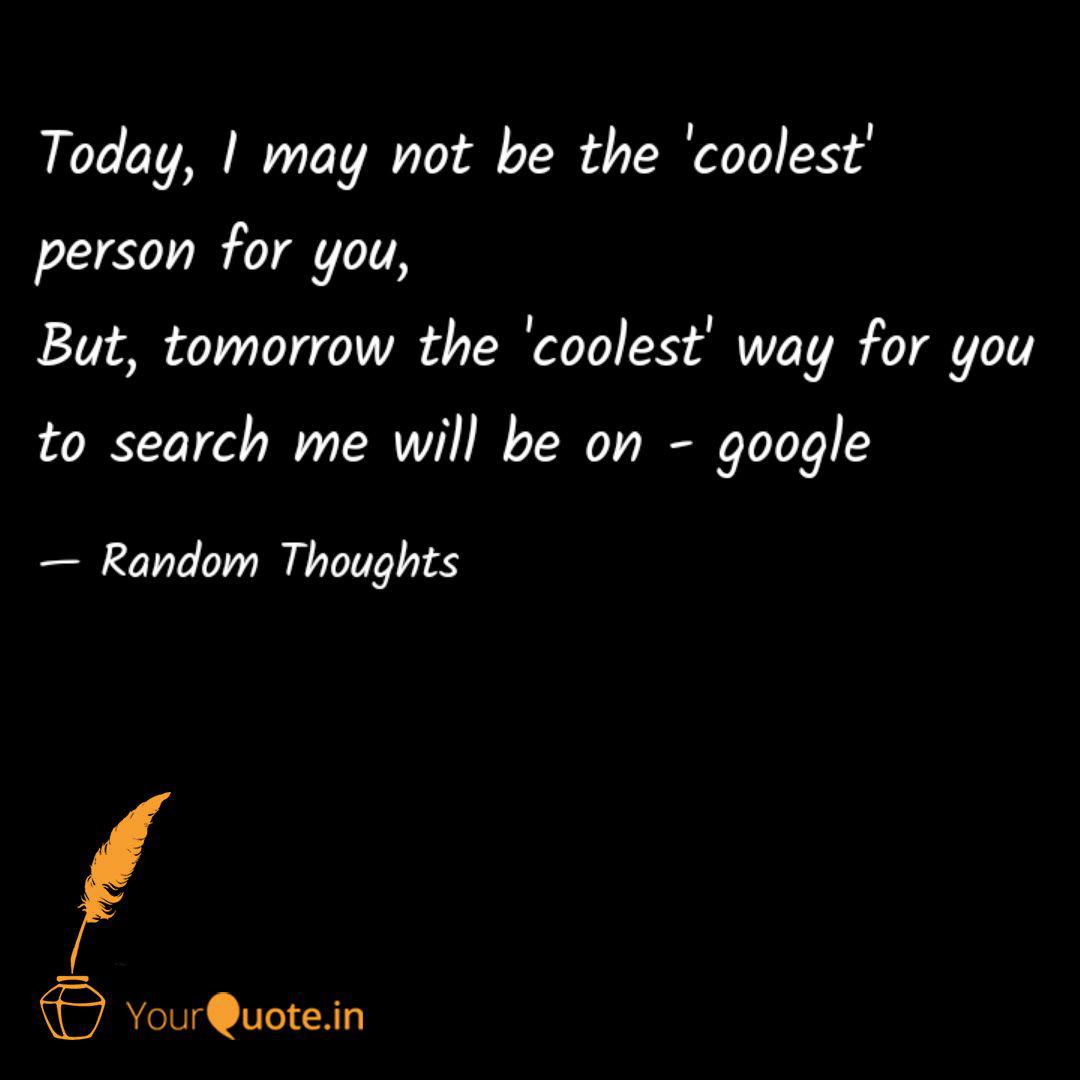 Today, I may not be the 'coolest'
person for you,
But, tomorrow the 'coolest' way for you
to search me will be on - google
— Random Thoughts
YourQuote.in